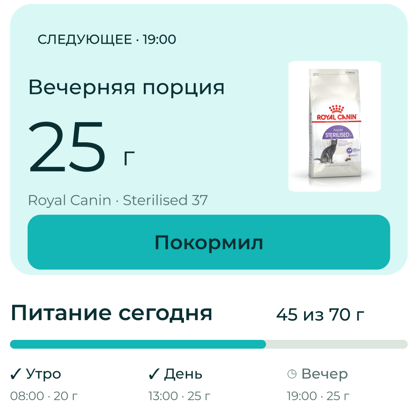 СЛЕДУЮЩЕЕ · 19:00
Вечерняя порция
25 г
ROYAL CANIN
STERILISED
Royal Canin · Sterilised 37
Покормил
Питание сегодня
45 из 70 г
✓ Утро
08:00 · 20 г
✓ День
13:00 · 25 г
Вечер
19:00 · 25 г